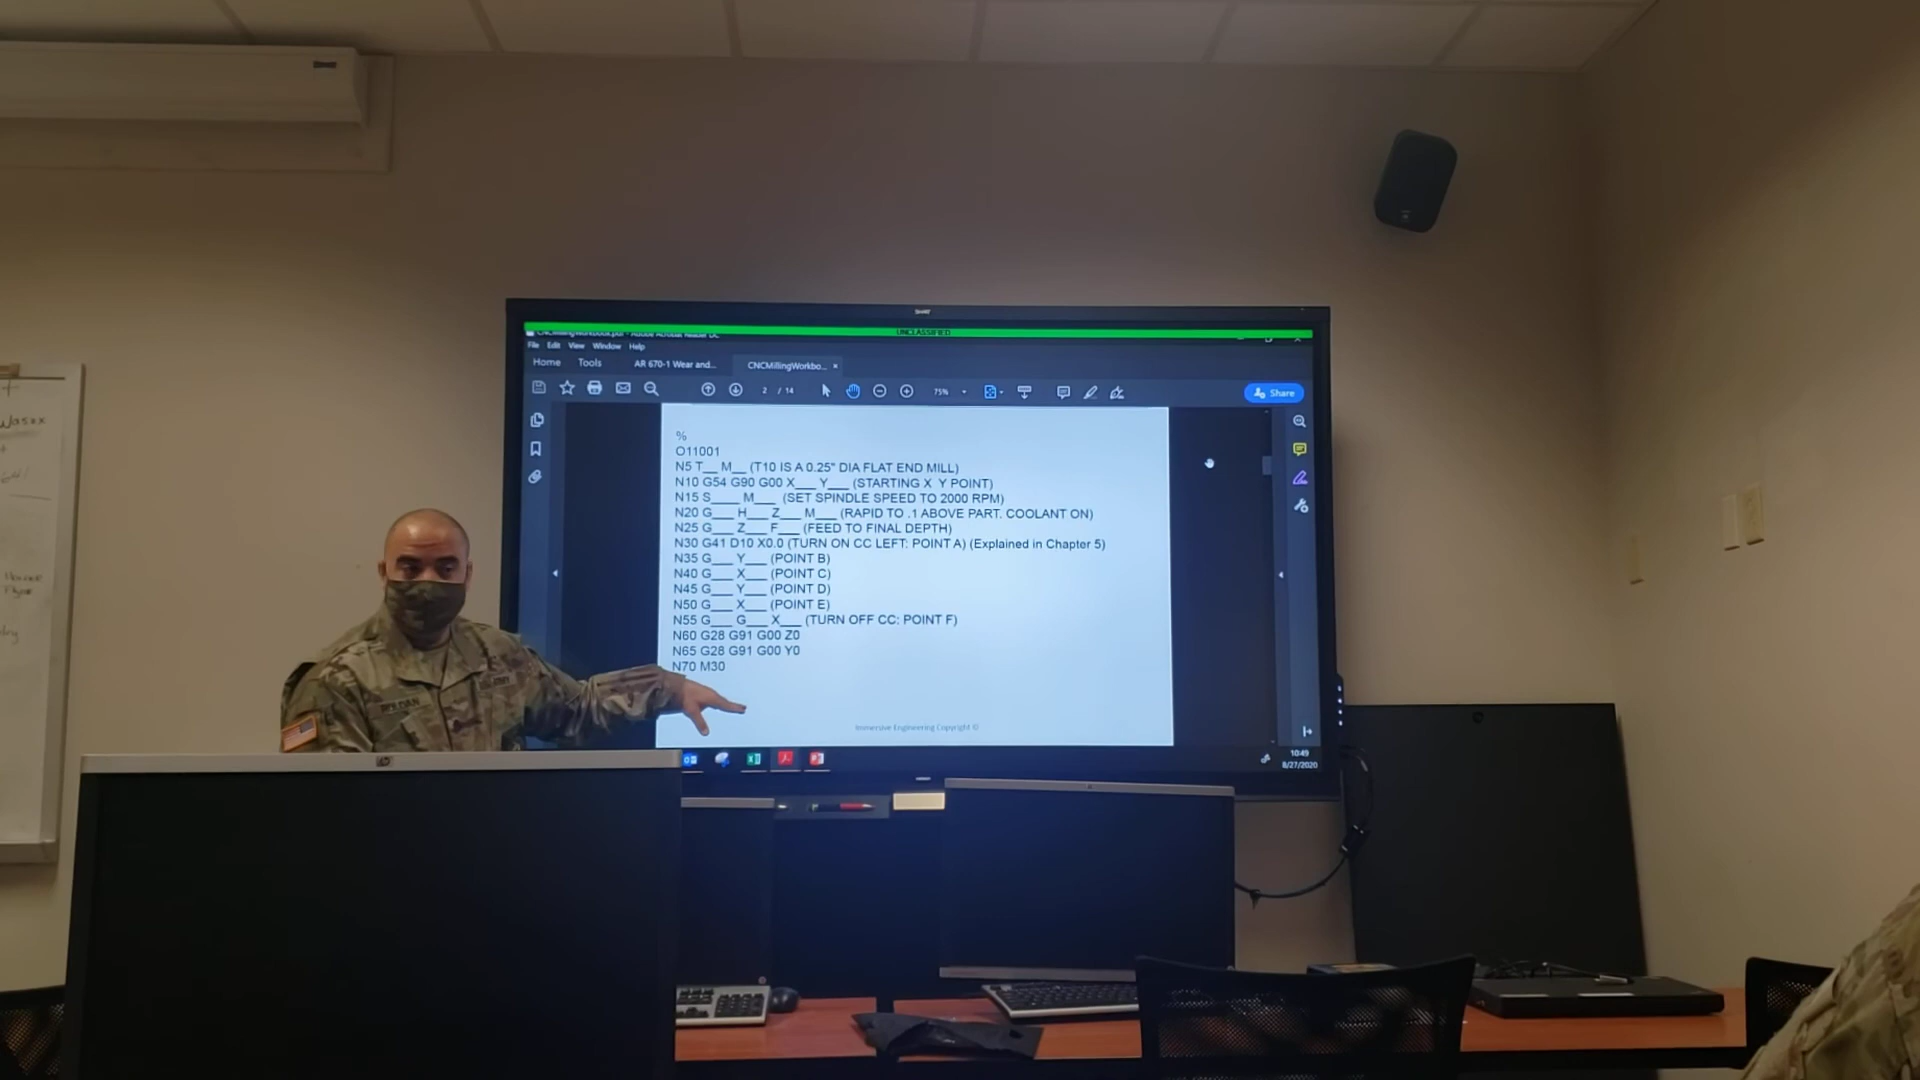 UNCLASSIFIED
File Edit View Window Help
Home Tools AR 670-1 Wear and... CNCMillingWorkbo... ×
2 / 14 75% Share
%
O11001
N5 T__ M__ (T10 IS A 0.25" DIA FLAT END MILL)
N10 G54 G90 G00 X___ Y___ (STARTING X Y POINT)
N15 S____ M___ (SET SPINDLE SPEED TO 2000 RPM)
N20 G___ H___ Z___ M___ (RAPID TO .1 ABOVE PART. COOLANT ON)
N25 G___ Z___ F___ (FEED TO FINAL DEPTH)
N30 G41 D10 X0.0 (TURN ON CC LEFT: POINT A) (Explained in Chapter 5)
N35 G___ Y___ (POINT B)
N40 G___ X___ (POINT C)
N45 G___ Y___ (POINT D)
N50 G___ X___ (POINT E)
N55 G___ G___ X___ (TURN OFF CC: POINT F)
N60 G28 G91 G00 Z0
N65 G28 G91 G00 Y0
N70 M30
Immersive Engineering Copyright ©
10:49
8/27/2020
hp